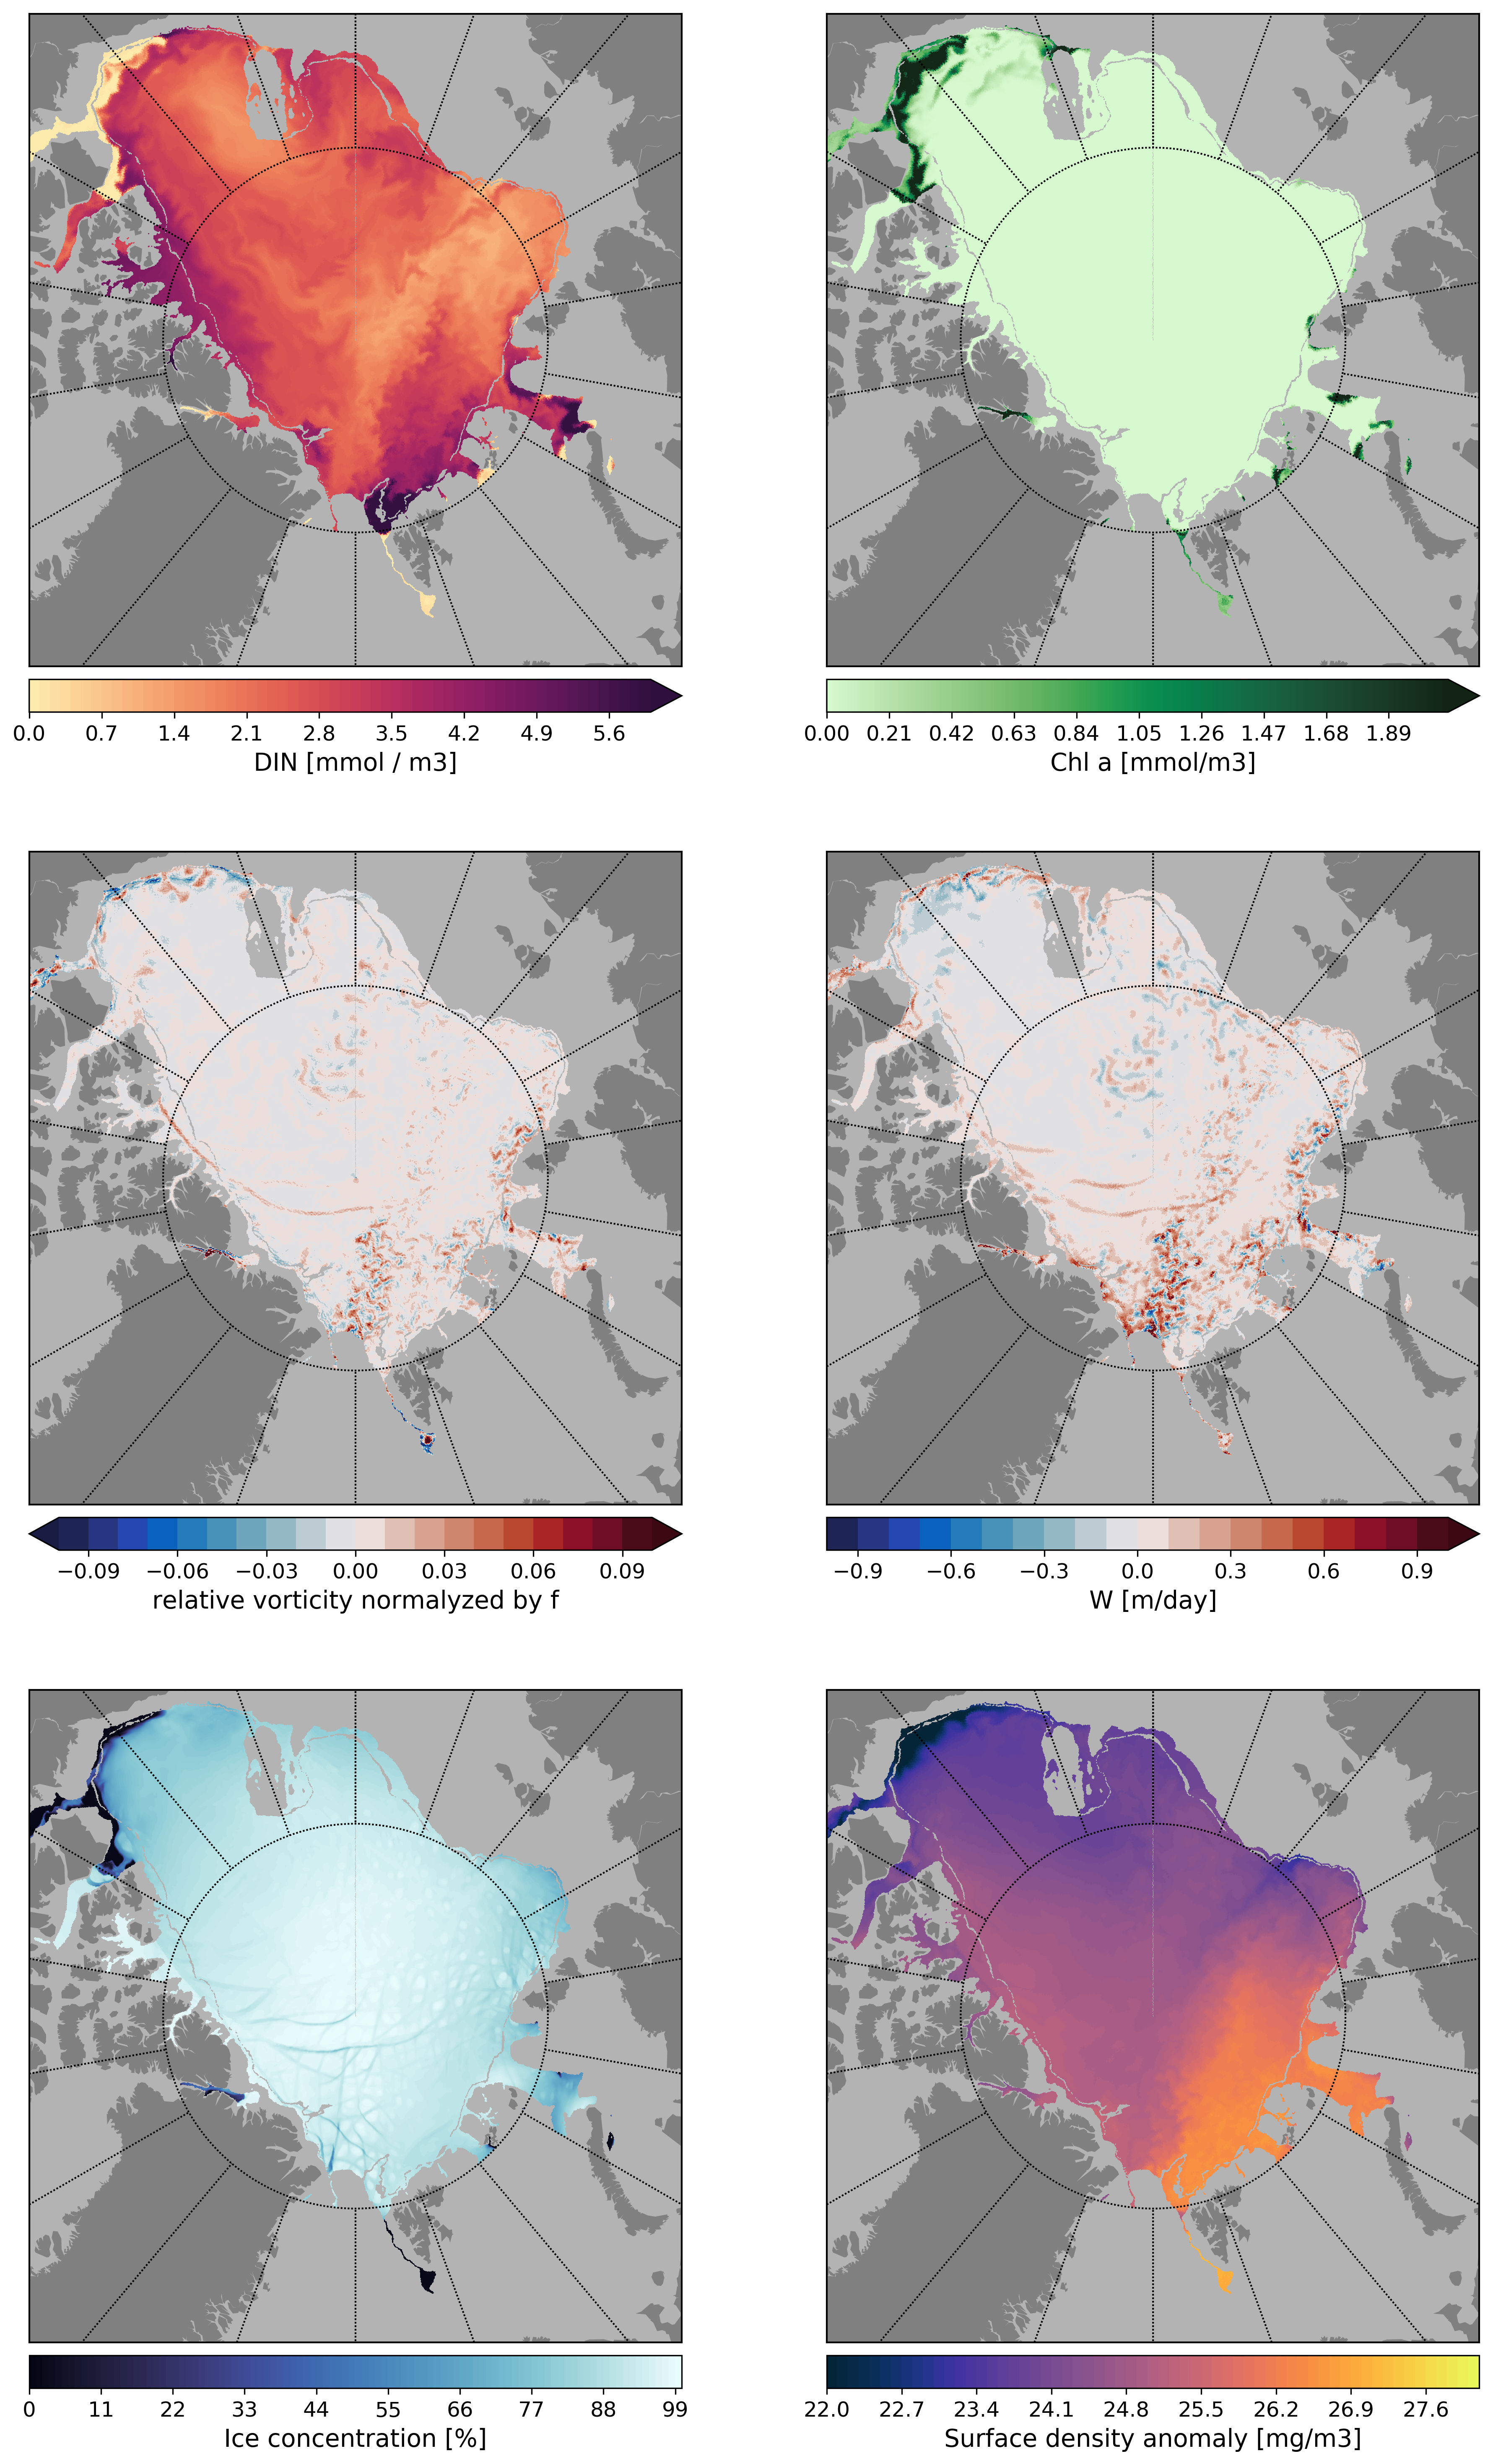 0.0 0.7 1.4 2.1 2.8 3.5 4.2 4.9 5.6
DIN [mmol / m3]
0.00 0.21 0.42 0.63 0.84 1.05 1.26 1.47 1.68 1.89
Chl a [mmol/m3]
−0.09 −0.06 −0.03 0.00 0.03 0.06 0.09
relative vorticity normalyzed by f
−0.9 −0.6 −0.3 0.0 0.3 0.6 0.9
W [m/day]
0 11 22 33 44 55 66 77 88 99
Ice concentration [%]
22.0 22.7 23.4 24.1 24.8 25.5 26.2 26.9 27.6
Surface density anomaly [mg/m3]